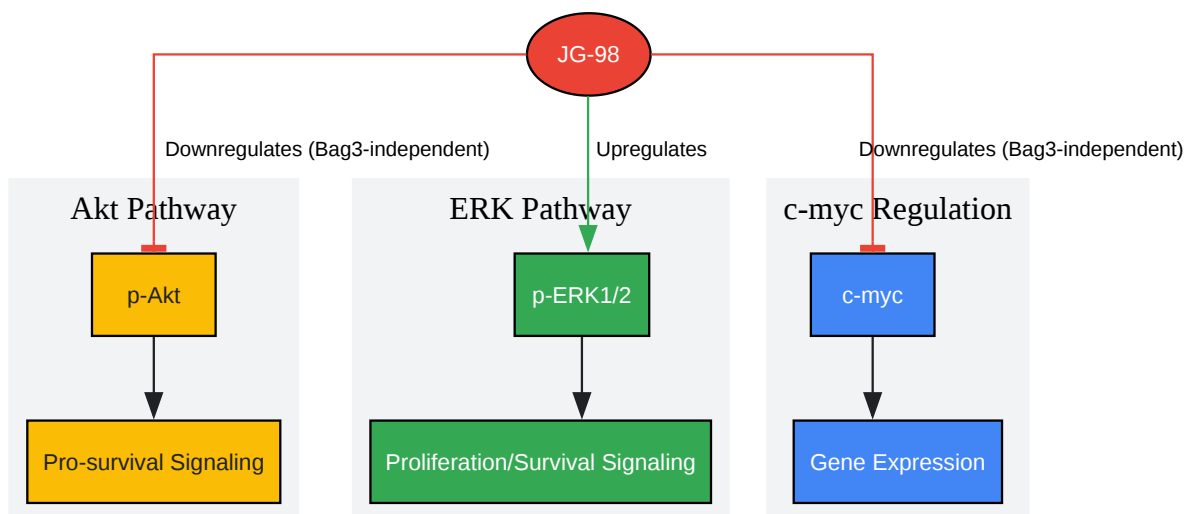 JG-98
Downregulates (Bag3-independent)
Upregulates
Downregulates (Bag3-independent)
Akt Pathway
ERK Pathway
c-myc Regulation
p-Akt
p-ERK1/2
c-myc
Pro-survival Signaling
Proliferation/Survival Signaling
Gene Expression